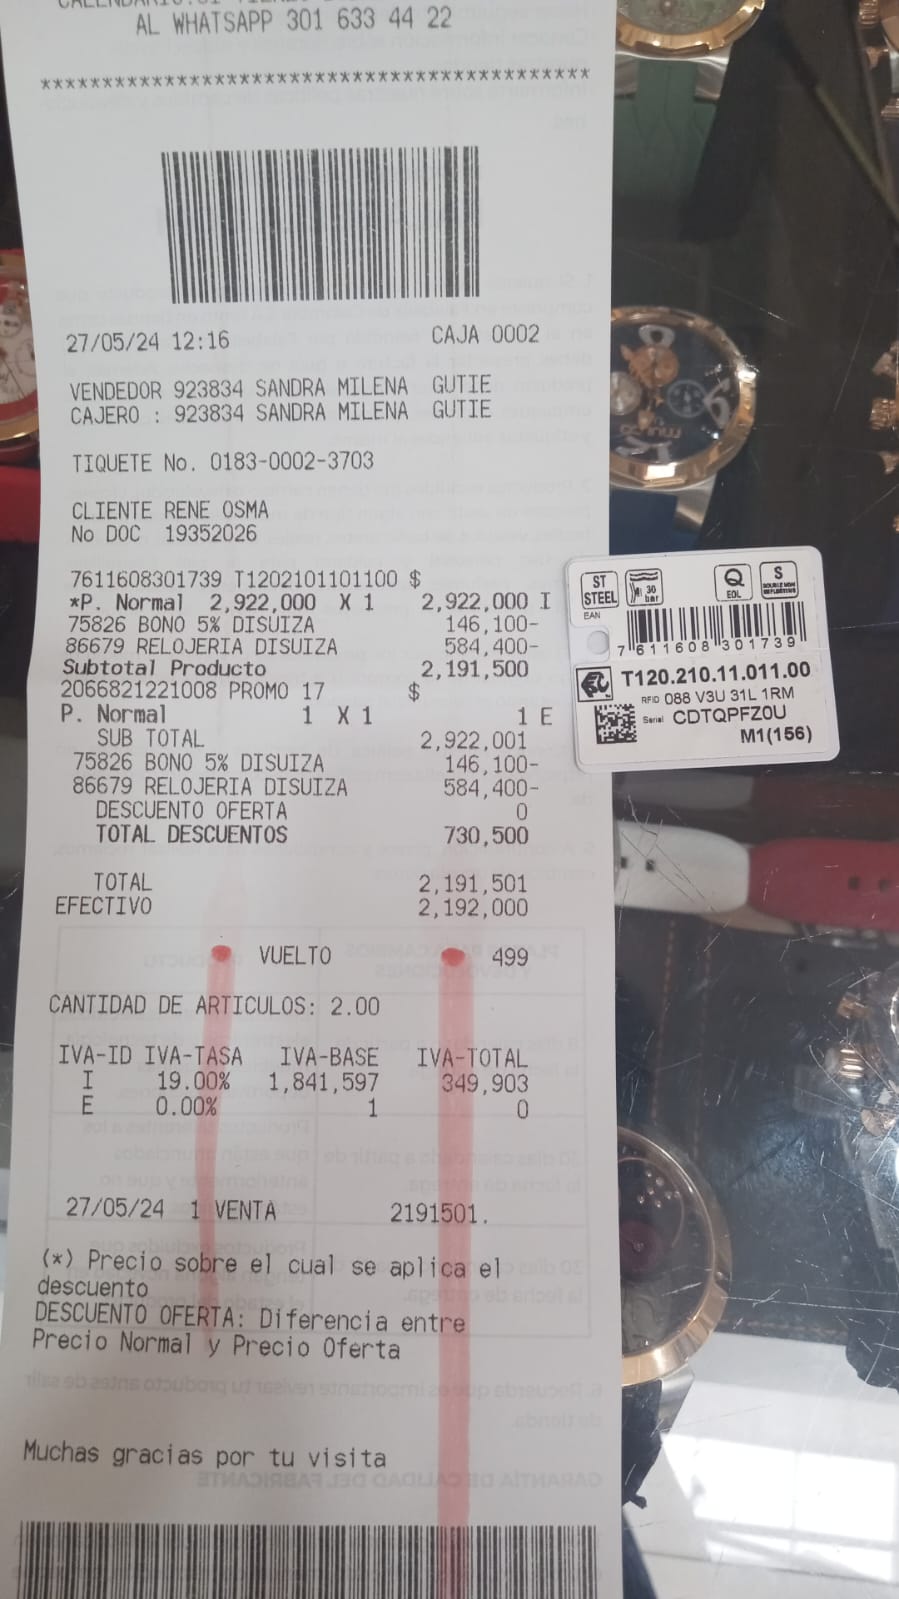 AL WHATSAPP 301 633 44 22
********************************************
27/05/24 12:16 CAJA 0002
VENDEDOR 923834 SANDRA MILENA GUTIE
CAJERO : 923834 SANDRA MILENA GUTIE
TIQUETE No. 0183-0002-3703
CLIENTE RENE OSMA
No DOC 19352026
7611608301739 T1202101101100 $
*P. Normal 2,922,000 X 1 2,922,000 I
75826 BONO 5% DISUIZA 146,100-
86679 RELOJERIA DISUIZA 584,400-
Subtotal Producto 2,191,500
2066821221008 PROMO 17 $
P. Normal 1 X 1 1 E
SUB TOTAL 2,922,001
75826 BONO 5% DISUIZA 146,100-
86679 RELOJERIA DISUIZA 584,400-
DESCUENTO OFERTA 0
TOTAL DESCUENTOS 730,500
TOTAL 2,191,501
EFECTIVO 2,192,000
VUELTO 499
CANTIDAD DE ARTICULOS: 2.00
IVA-ID IVA-TASA IVA-BASE IVA-TOTAL
I 19.00% 1,841,597 349,903
E 0.00% 1 0
27/05/24 1 VENTA 2191501.
(*) Precio sobre el cual se aplica el
descuento
DESCUENTO OFERTA: Diferencia entre
Precio Normal y Precio Oferta
Muchas gracias por tu visita
ST
STEEL
30
bar
Q
EOL
S
EAN
7 611608 301739
T120.210.11.011.00
RFID 088 V3U 31L 1RM
Serial CDTQPFZ0U
M1(156)